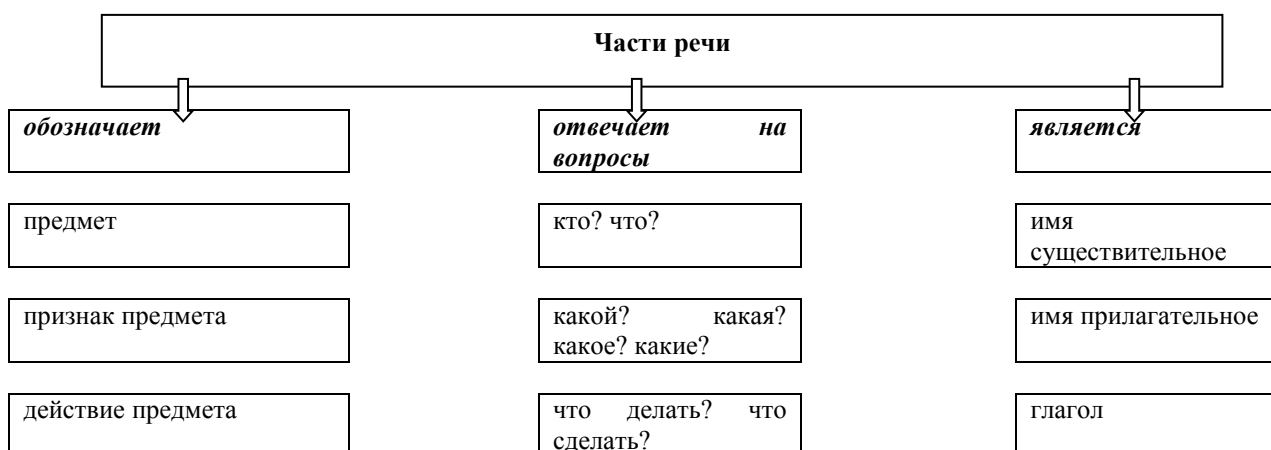 Части речи
обозначает
отвечает на
вопросы
является
предмет
кто? что?
имя
существительное
признак предмета
какой? какая?
какое? какие?
имя прилагательное
действие предмета
что делать? что
сделать?
глагол